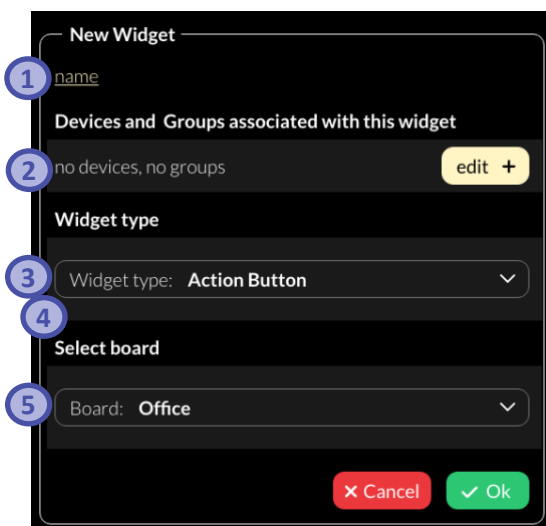 New Widget
1 name
Devices and Groups associated with this widget
2 no devices, no groups edit +
Widget type
3 Widget type: Action Button
4
Select board
5 Board: Office
× Cancel ✓ Ok